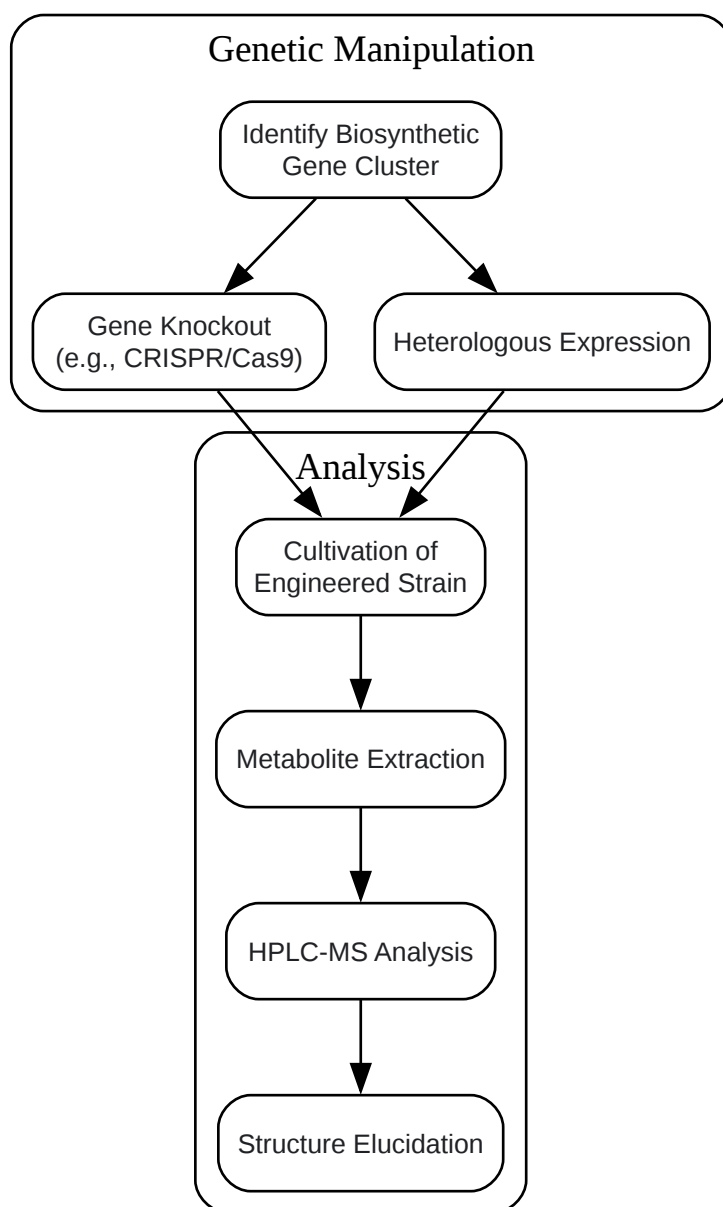 Genetic Manipulation
Identify Biosynthetic
Gene Cluster
Gene Knockout
(e.g., CRISPR/Cas9)
Heterologous Expression
Analysis
Cultivation of
Engineered Strain
Metabolite Extraction
HPLC-MS Analysis
Structure Elucidation